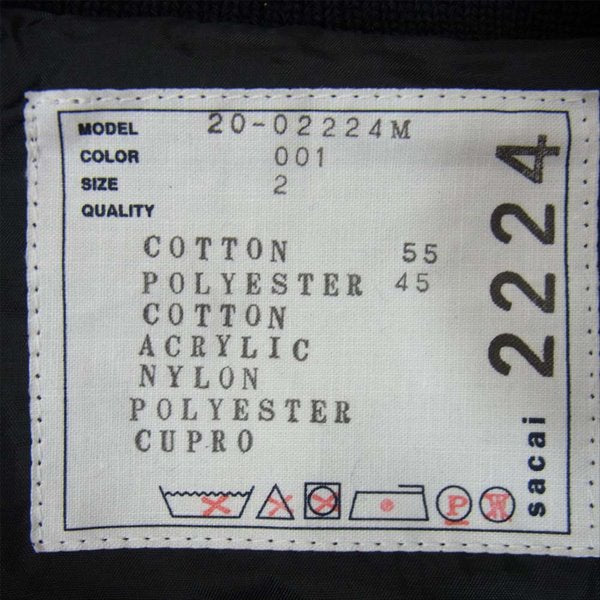 MODEL 20-02224M
COLOR 001
SIZE 2
QUALITY
COTTON 55
POLYESTER 45
COTTON
ACRYLIC
NYLON
POLYESTER
CUPRO
P
W
sacai 2224